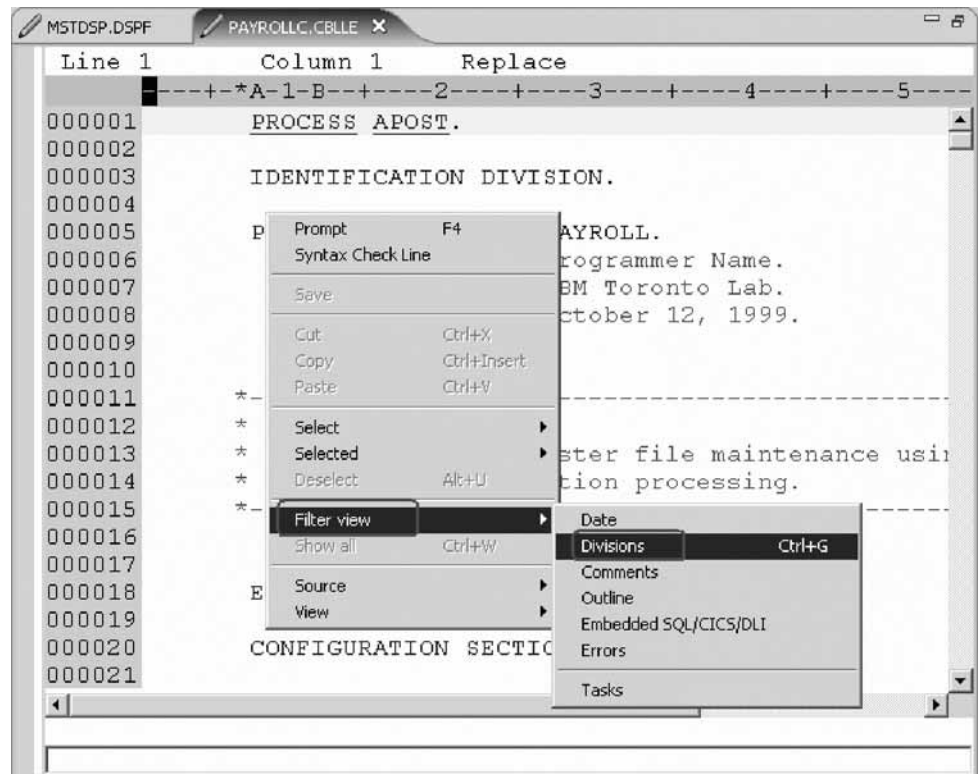 MSTDSP.DSPF
PAYROLLC.CBLLE
Line 1 Column 1 Replace
----+-*A-1-B--+----2----+----3----+----4----+----5----
000001 PROCESS APOST.
000002
000003 IDENTIFICATION DIVISION.
000004
000005 P AYROLL.
000006 rogrammer Name.
000007 BM Toronto Lab.
000008 ctober 12, 1999.
000009
000010
000011 *-----------------------------
000012 *
000013 * ster file maintenance usin
000014 * tion processing.
000015 *-----------
000016
000017
000018 E
000019
000020 CONFIGURATION SECTIO
000021
Prompt F4
Syntax Check Line
Save
Cut Ctrl+X
Copy Ctrl+Insert
Paste Ctrl+V
Select
Selected
Deselect Alt+U
Filter view
Show all Ctrl+W
Source
View
Date
Divisions Ctrl+G
Comments
Outline
Embedded SQL/CICS/DLI
Errors
Tasks